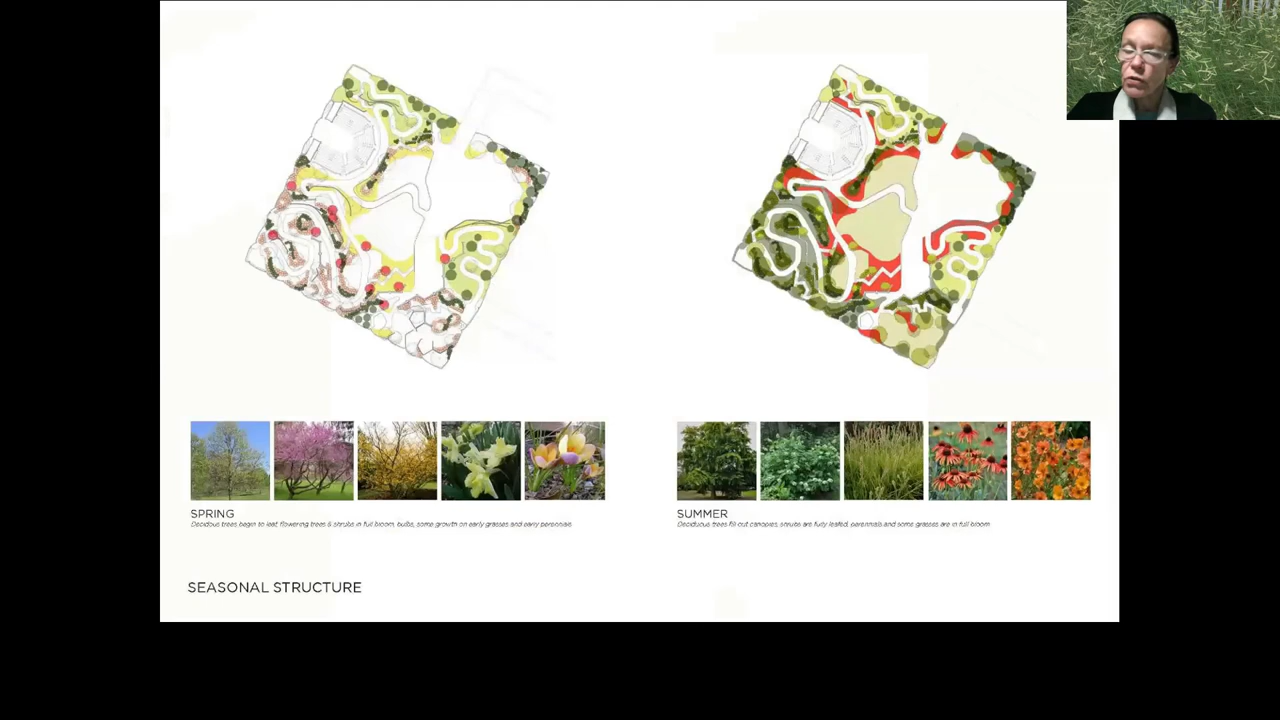 SPRING
Decidous trees begin to leaf, flowering trees & shrubs in full bloom, bulbs, some growth on early grasses and early perennials
SUMMER
Deciducus trees fill out canopies, shrubs are fully leafed, perennials and some grasses are in full bloom
SEASONAL STRUCTURE